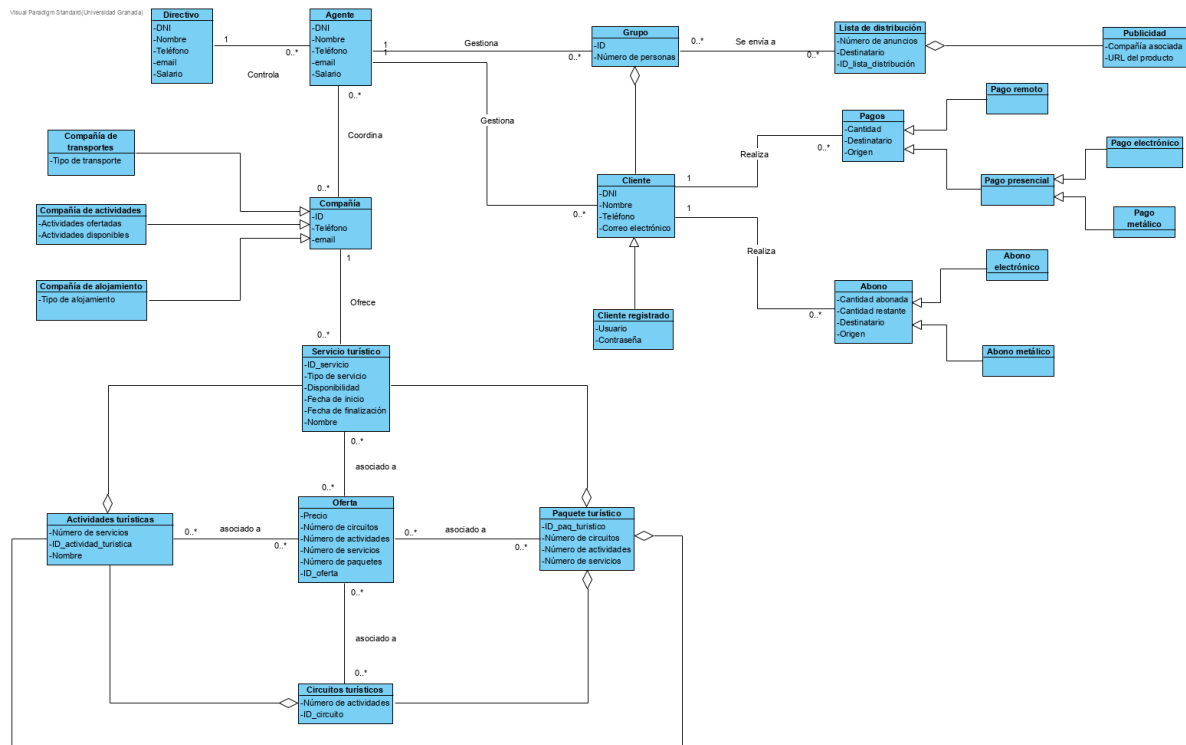 Visual Paradigm Standard(Universidad Granada)
Directivo
-DNI
-Nombre
-Teléfono
-email
-Salario
1
0..*
Controla
Agente
-DNI
-Nombre
-Teléfono
-email
-Salario
1
1
Gestiona
0..*
Grupo
-ID
-Número de personas
0..*
Se envía a
0..*
Lista de distribución
-Número de anuncios
-Destinatario
-ID_lista_distribución
Publicidad
-Compañía asociada
-URL del producto
0..*
Coordina
0..*
Gestiona
0..*
Compañía de
transportes
-Tipo de transporte
Compañía de actividades
-Actividades ofertadas
-Actividades disponibles
Compañía de alojamiento
-Tipo de alojamiento
Compañía
-ID
-Teléfono
-email
1
Ofrece
0..*
Cliente
-DNI
-Nombre
-Teléfono
-Correo electrónico
1
Realiza
0..*
1
Realiza
0..*
Pagos
-Cantidad
-Destinatario
-Origen
Pago remoto
Pago presencial
Pago electrónico
Pago
metálico
Cliente registrado
-Usuario
-Contraseña
Abono
-Cantidad abonada
-Cantidad restante
-Destinatario
-Origen
Abono
electrónico
Abono metálico
Servicio turístico
-ID_servicio
-Tipo de servicio
-Disponibilidad
-Fecha de inicio
-Fecha de finalización
-Nombre
0..*
asociado a
0..*
Actividades turísticas
-Número de servicios
-ID_actividad_turistica
-Nombre
0..*
asociado a
0..*
Oferta
-Precio
-Número de circuitos
-Número de actividades
-Número de servicios
-Número de paquetes
-ID_oferta
0..*
asociado a
0..*
Paquete turístico
-ID_paq_turistico
-Número de circuitos
-Número de actividades
-Número de servicios
0..*
asociado a
0..*
Circuitos turísticos
-Número de actividades
-ID_circuito